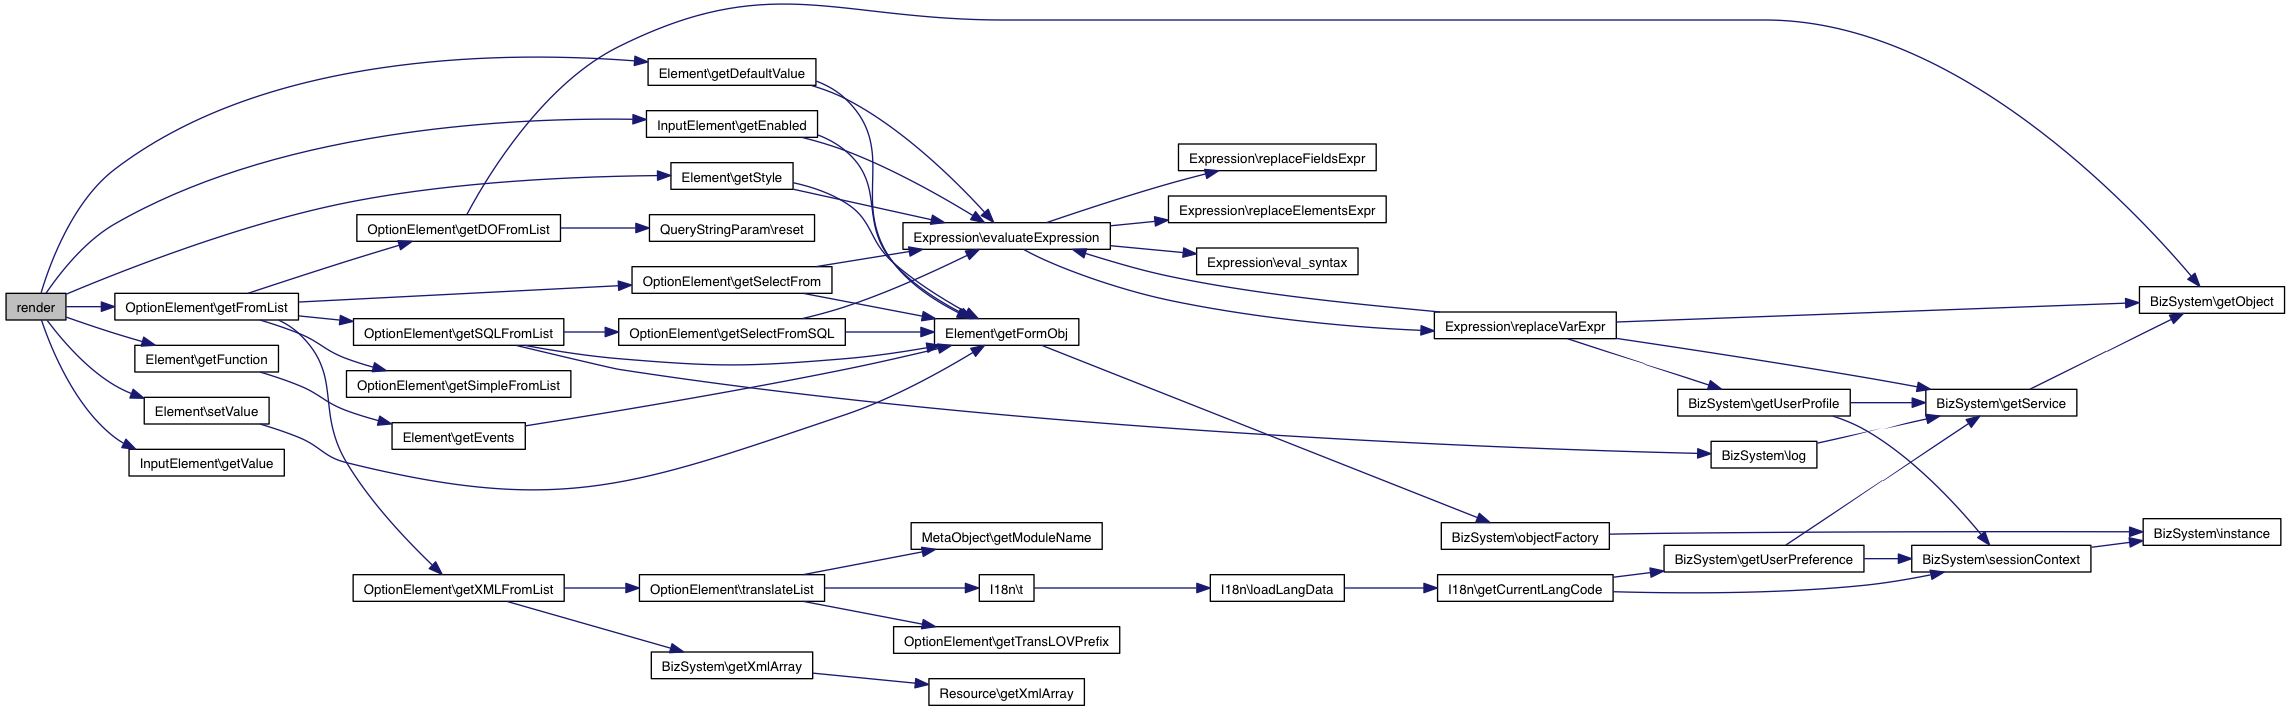 render
Element\getDefaultValue
InputElement\getEnabled
Element\getStyle
OptionElement\getDOFromList
QueryStringParam\reset
OptionElement\getFromList
OptionElement\getSelectFrom
OptionElement\getSQLFromList
OptionElement\getSelectFromSQL
Element\getFunction
OptionElement\getSimpleFromList
Element\setValue
Element\getEvents
InputElement\getValue
OptionElement\getXMLFromList
OptionElement\translateList
BizSystem\getXmlArray
Expression\evaluateExpression
Element\getFormObj
MetaObject\getModuleName
I18n\t
OptionElement\getTransLOVPrefix
Resource\getXmlArray
Expression\replaceFieldsExpr
Expression\replaceElementsExpr
Expression\eval_syntax
I18n\loadLangData
Expression\replaceVarExpr
BizSystem\objectFactory
I18n\getCurrentLangCode
BizSystem\getUserProfile
BizSystem\log
BizSystem\getUserPreference
BizSystem\getService
BizSystem\sessionContext
BizSystem\getObject
BizSystem\instance